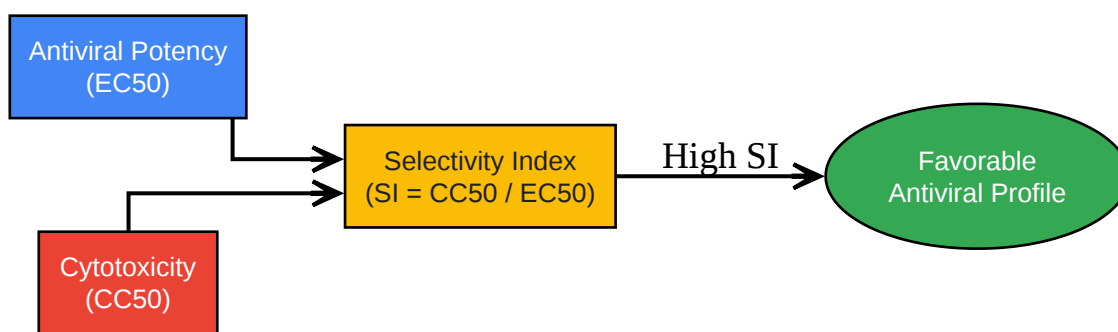 Antiviral Potency
(EC50)
Selectivity Index
(SI = CC50 / EC50)
High SI
Favorable
Antiviral Profile
Cytotoxicity
(CC50)